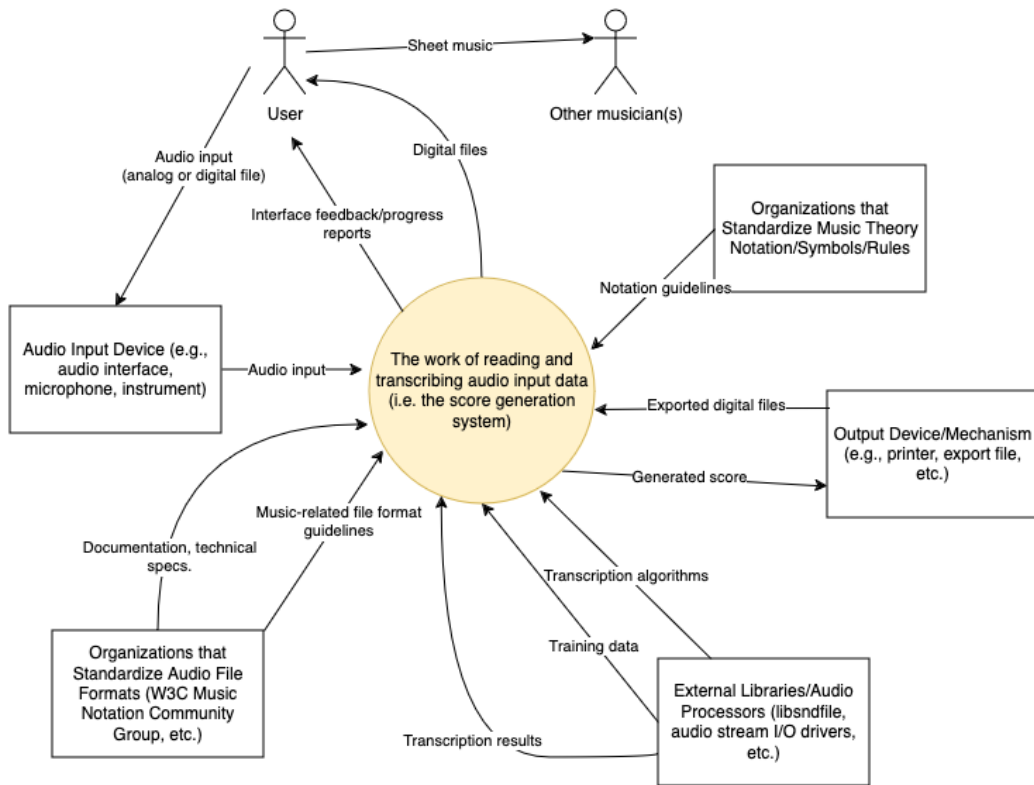 Sheet music
User
Other musician(s)
Audio input
(analog or digital file)
Digital files
Interface feedback/progress
reports
Organizations that
Standardize Music Theory
Notation/Symbols/Rules
Notation guidelines
Audio Input Device (e.g.,
audio interface,
microphone, instrument)
Audio input
The work of reading and
transcribing audio input data
(i.e. the score generation
system)
Exported digital files
Output Device/Mechanism
(e.g., printer, export file,
etc.)
Generated score
Music-related file format
guidelines
Documentation, technical
specs.
Transcription algorithms
Training data
Organizations that
Standardize Audio File
Formats (W3C Music
Notation Community
Group, etc.)
External Libraries/Audio
Processors (libsndfile,
audio stream I/O drivers,
etc.)
Transcription results